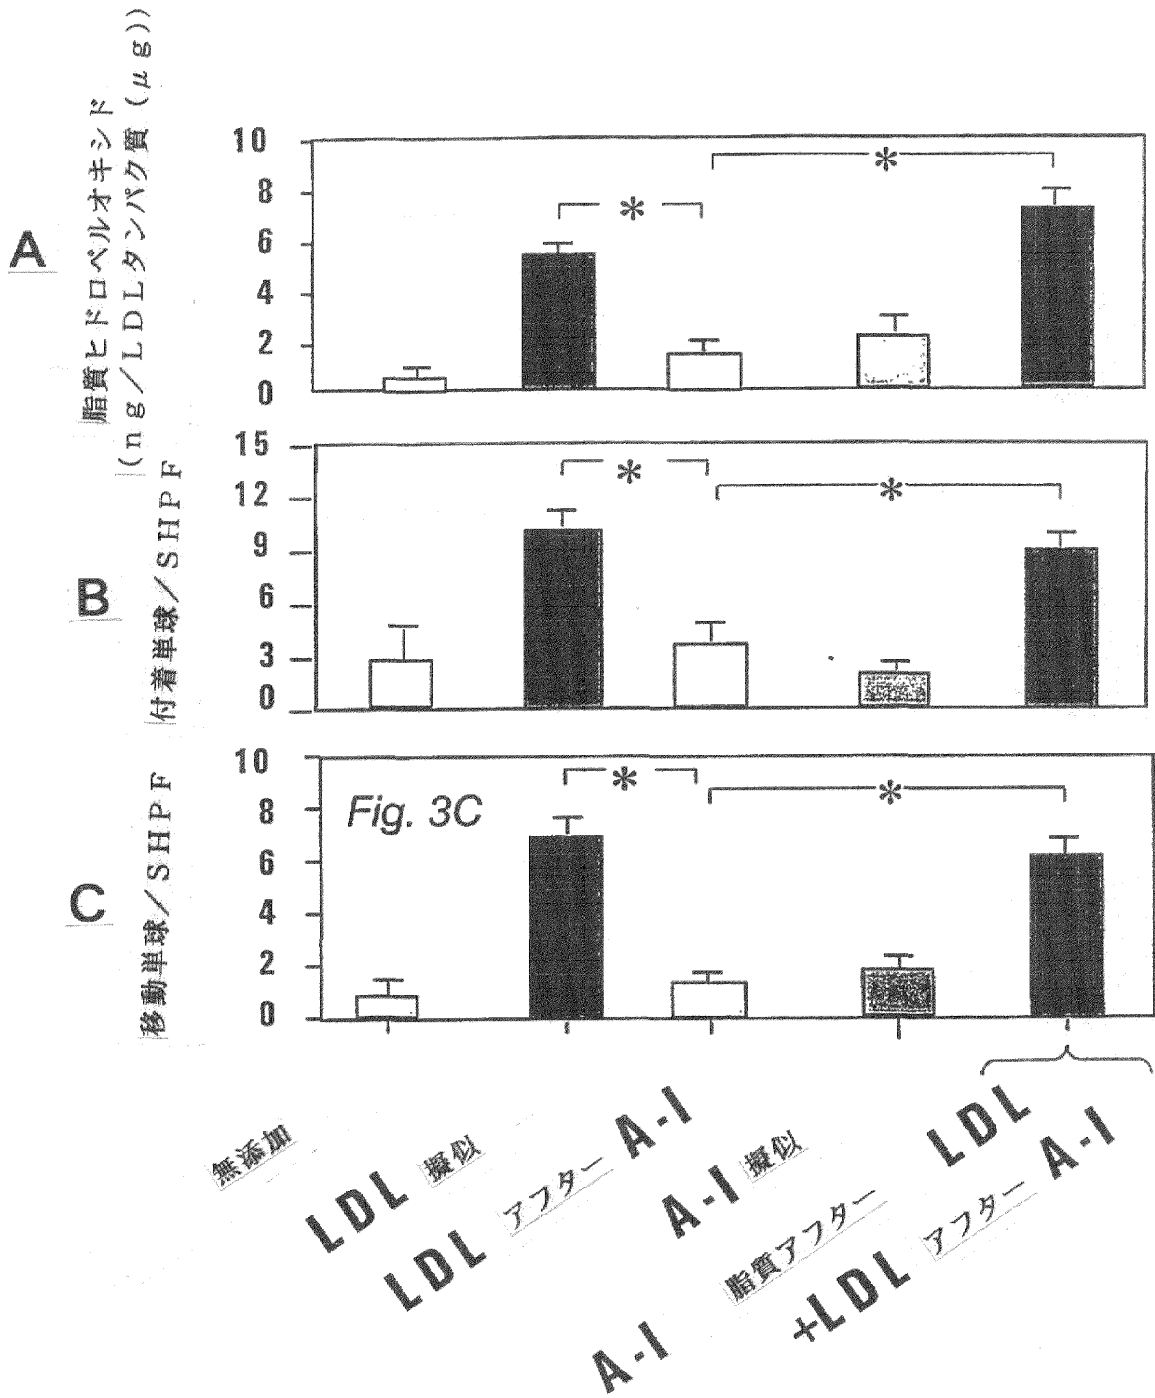 A
脂質ヒドロペルオキシド
(ng/LDLタンパク質(μg))
10
8
6
4
2
0
*
*
B
付着単球/SHPF
15
12
9
6
3
0
*
*
C
移動単球/SHPF
10
8
6
4
2
0
Fig. 3C
*
*
無添加
LDL 擬似
LDL アフター A-I
A-I 擬似
A-I 脂質アフター LDL
+LDL アフター A-I